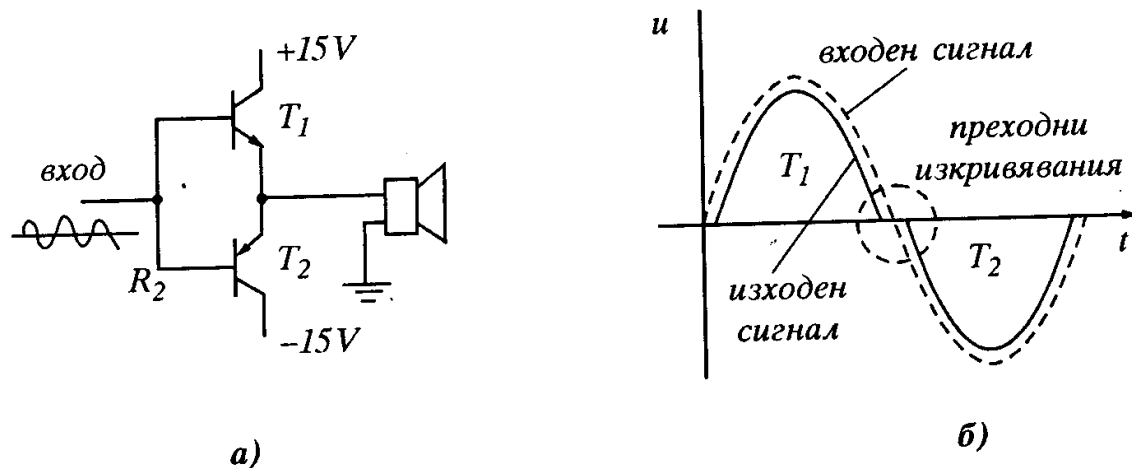 +15V
T1
вход
R2
T2
–15V
а)
u
входен сигнал
преходни
изкривявания
T1
T2
t
изходен
сигнал
б)